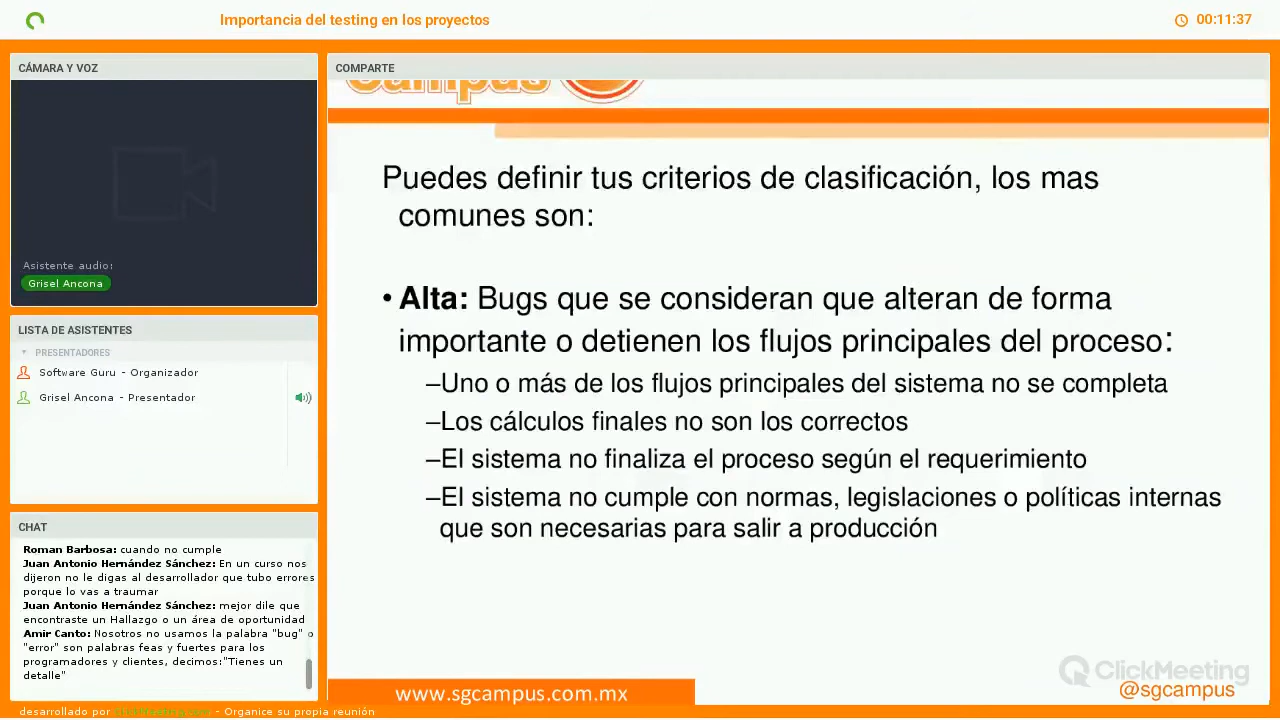 Importancia del testing en los proyectos
00:11:37
CÁMARA Y VOZ
Asistente audio:
Grisel Ancona
LISTA DE ASISTENTES
PRESENTADORES
Software Guru - Organizador
Grisel Ancona - Presentador
CHAT
Roman Barbosa: cuando no cumple
Juan Antonio Hernández Sánchez: En un curso nos
dijeron no le digas al desarrollador que tubo errores
porque lo vas a traumar
Juan Antonio Hernández Sánchez: mejor dile que
encontraste un Hallazgo o un área de oportunidad
Amir Canto: Nosotros no usamos la palabra "bug" o
"error" son palabras feas y fuertes para los
programadores y clientes, decimos:"Tienes un
detalle"
COMPARTE
Campus
Puedes definir tus criterios de clasificación, los mas
comunes son:
• Alta: Bugs que se consideran que alteran de forma
importante o detienen los flujos principales del proceso:
–Uno o más de los flujos principales del sistema no se completa
–Los cálculos finales no son los correctos
–El sistema no finaliza el proceso según el requerimiento
–El sistema no cumple con normas, legislaciones o políticas internas
que son necesarias para salir a producción
ClickMeeting
www.sgcampus.com.mx
@sgcampus
desarrollado por ClickMeeting.com - Organice su propia reunión